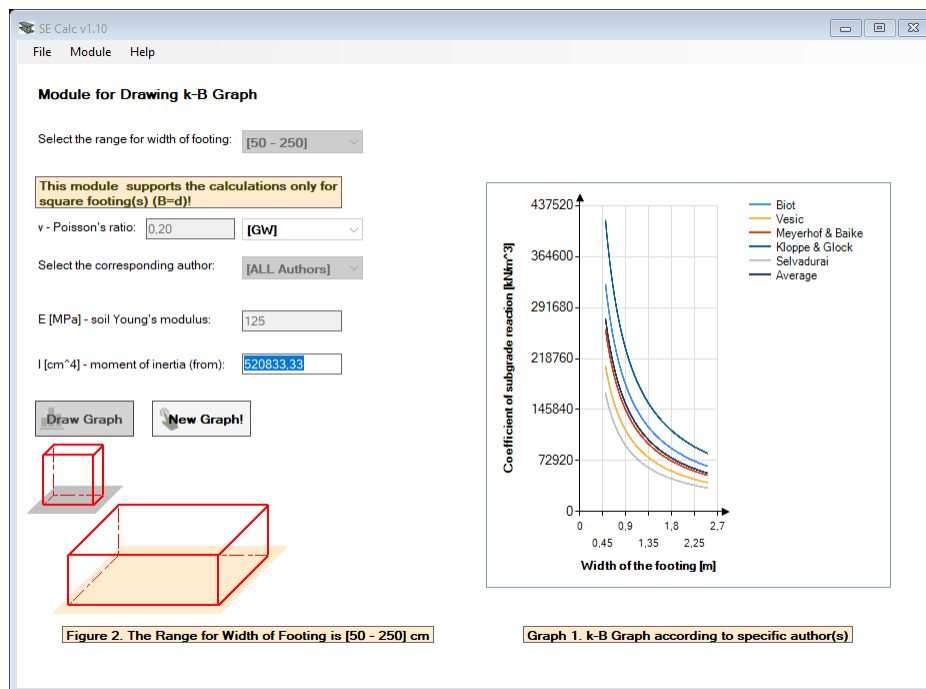 SE Calc v1.10
File Module Help
Module for Drawing k-B Graph
Select the range for width of footing: [50 - 250]
This module supports the calculations only for
square footing(s) (B=d)!
v - Poisson's ratio: 0,20 [GW]
Select the corresponding author: [ALL Authors]
E [MPa] - soil Young's modulus: 125
I [cm^4] - moment of inertia (from): 520833,33
Draw Graph New Graph!
Figure 2. The Range for Width of Footing is [50 - 250] cm
Coefficient of subgrade reaction [kN/m^3]
437520
364600
291680
218760
145840
72920
0
0 0,9 1,8 2,7
0,45 1,35 2,25
Width of the footing [m]
Biot
Vesic
Meyerhof & Baike
Kloppe & Glock
Selvadurai
Average
Graph 1. k-B Graph according to specific author(s)